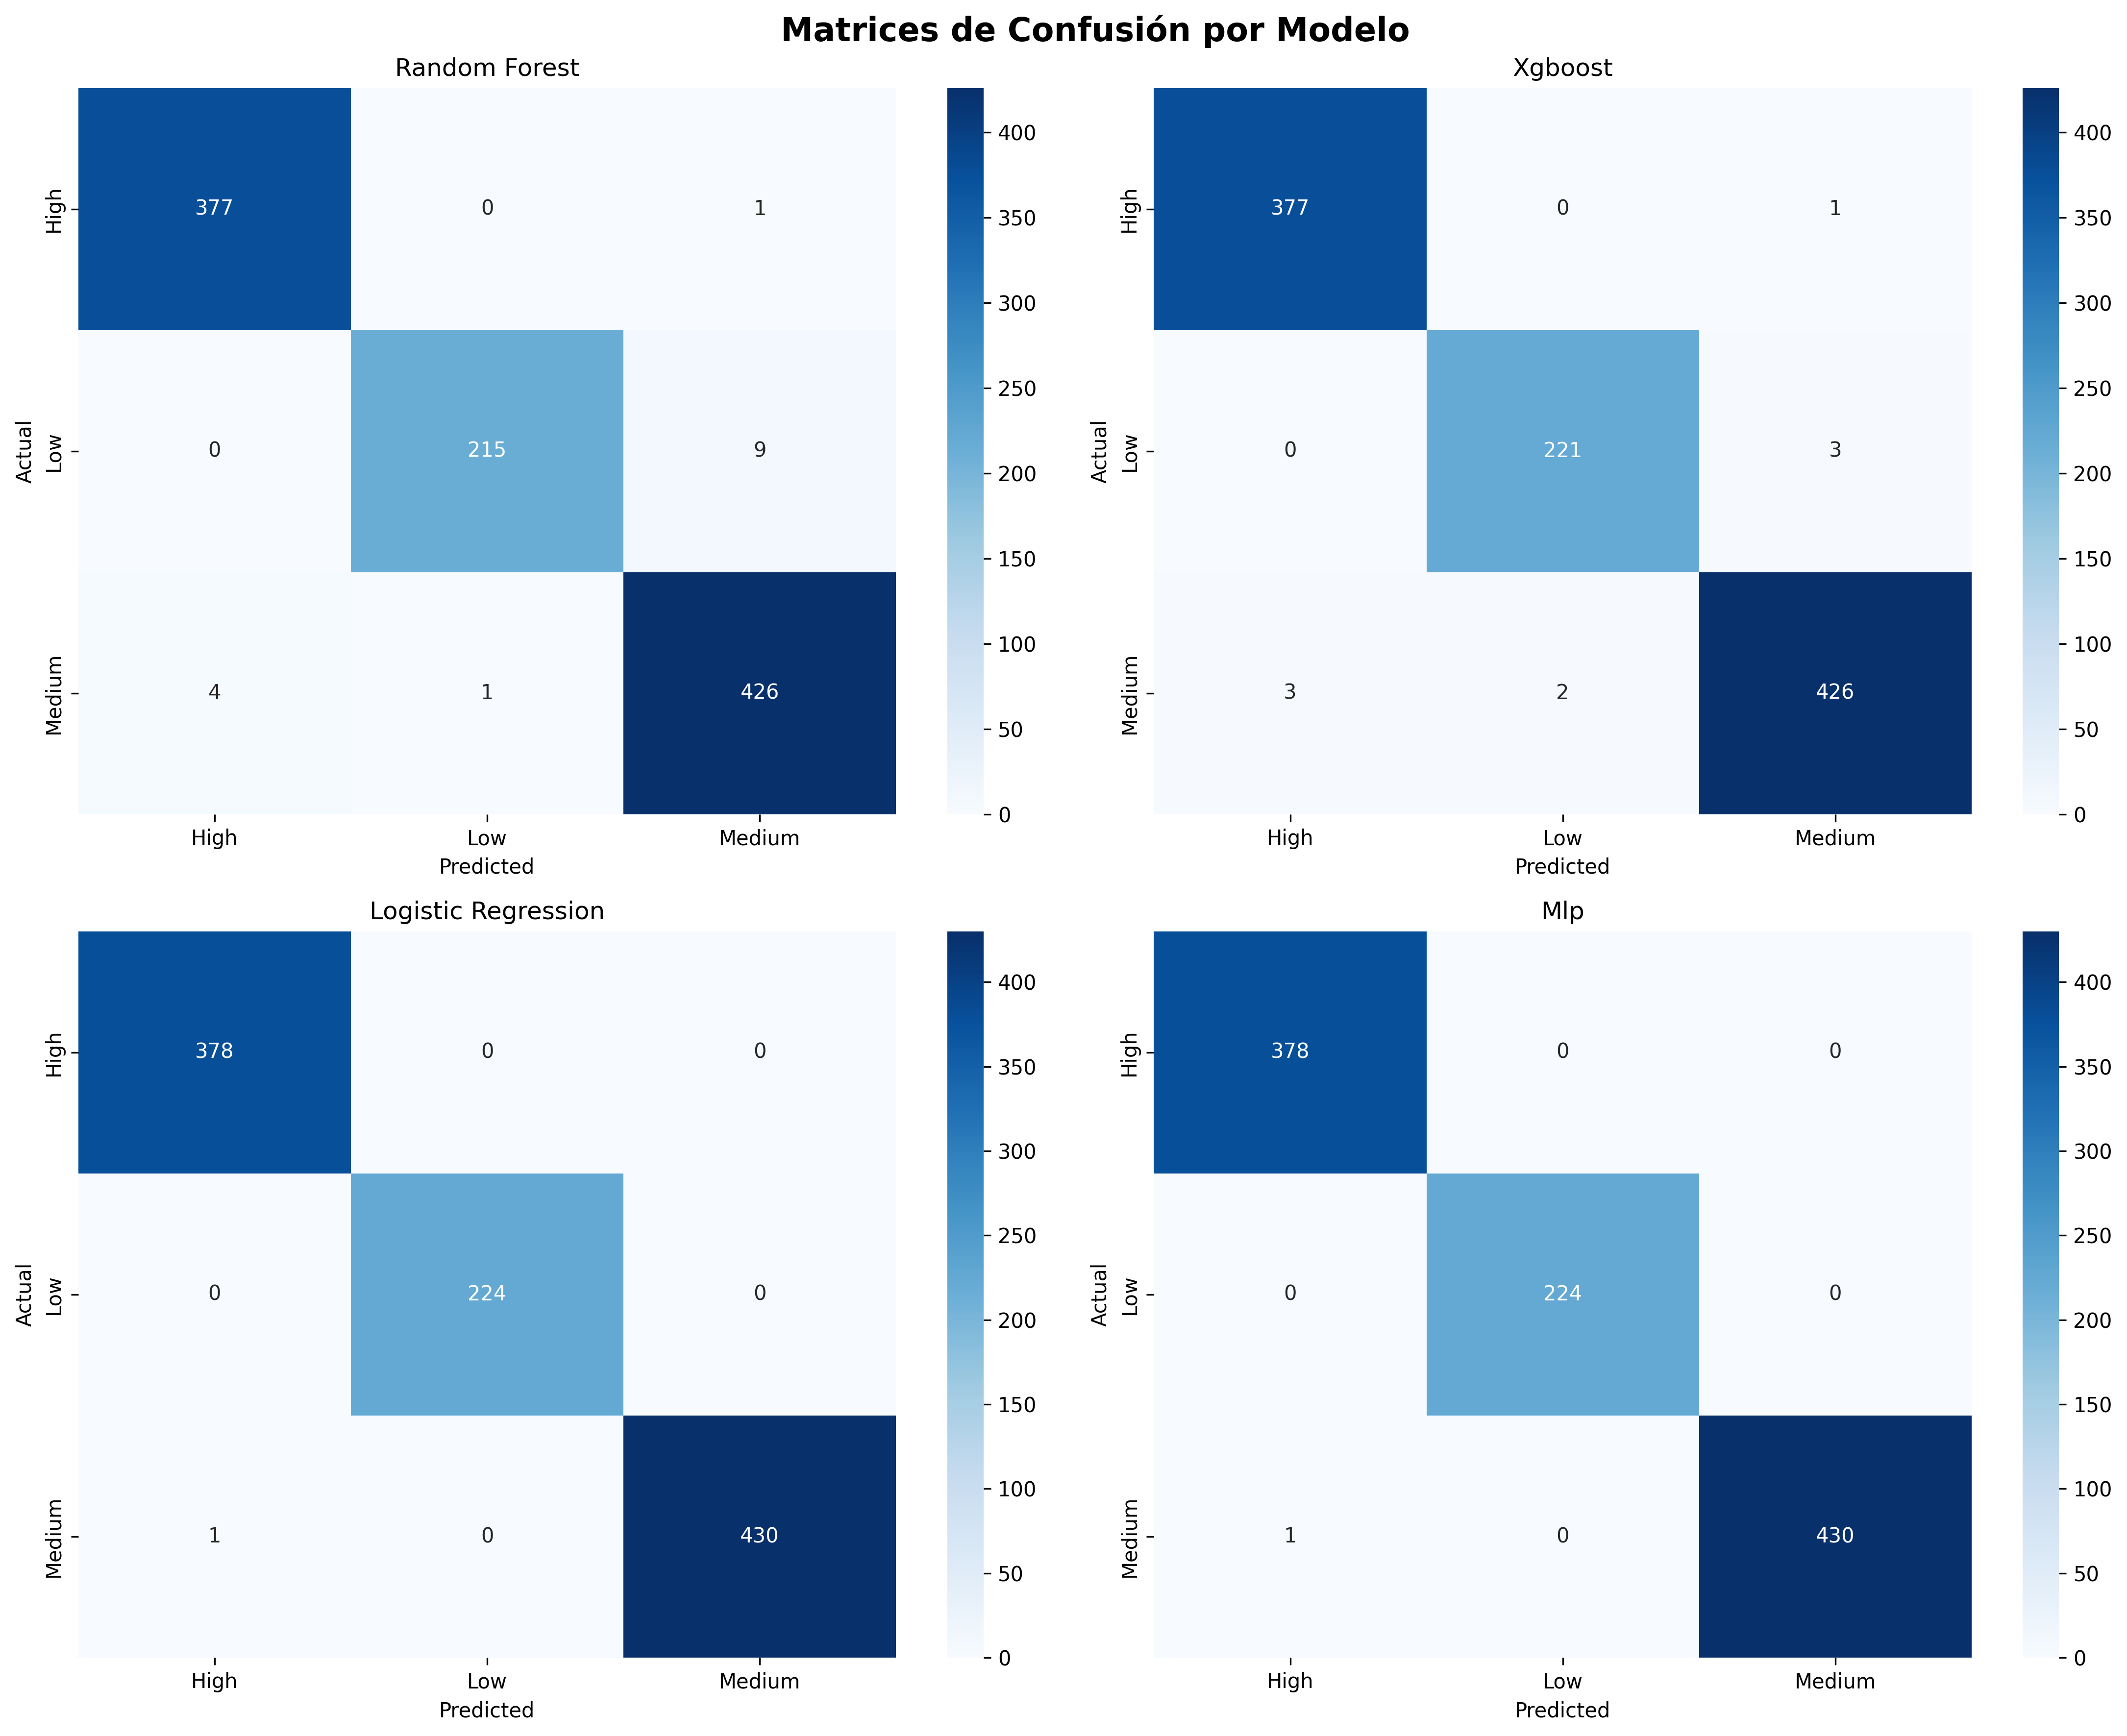 Matrices de Confusión por Modelo
Random Forest
High
Actual
Low
Medium
377 0 1
0 215 9
4 1 426
High Low Medium
Predicted
400
350
300
250
200
150
100
50
0
Xgboost
High
Actual
Low
Medium
377 0 1
0 221 3
3 2 426
High Low Medium
Predicted
400
350
300
250
200
150
100
50
0
Logistic Regression
High
Actual
Low
Medium
378 0 0
0 224 0
1 0 430
High Low Medium
Predicted
400
350
300
250
200
150
100
50
0
Mlp
High
Actual
Low
Medium
378 0 0
0 224 0
1 0 430
High Low Medium
Predicted
400
350
300
250
200
150
100
50
0